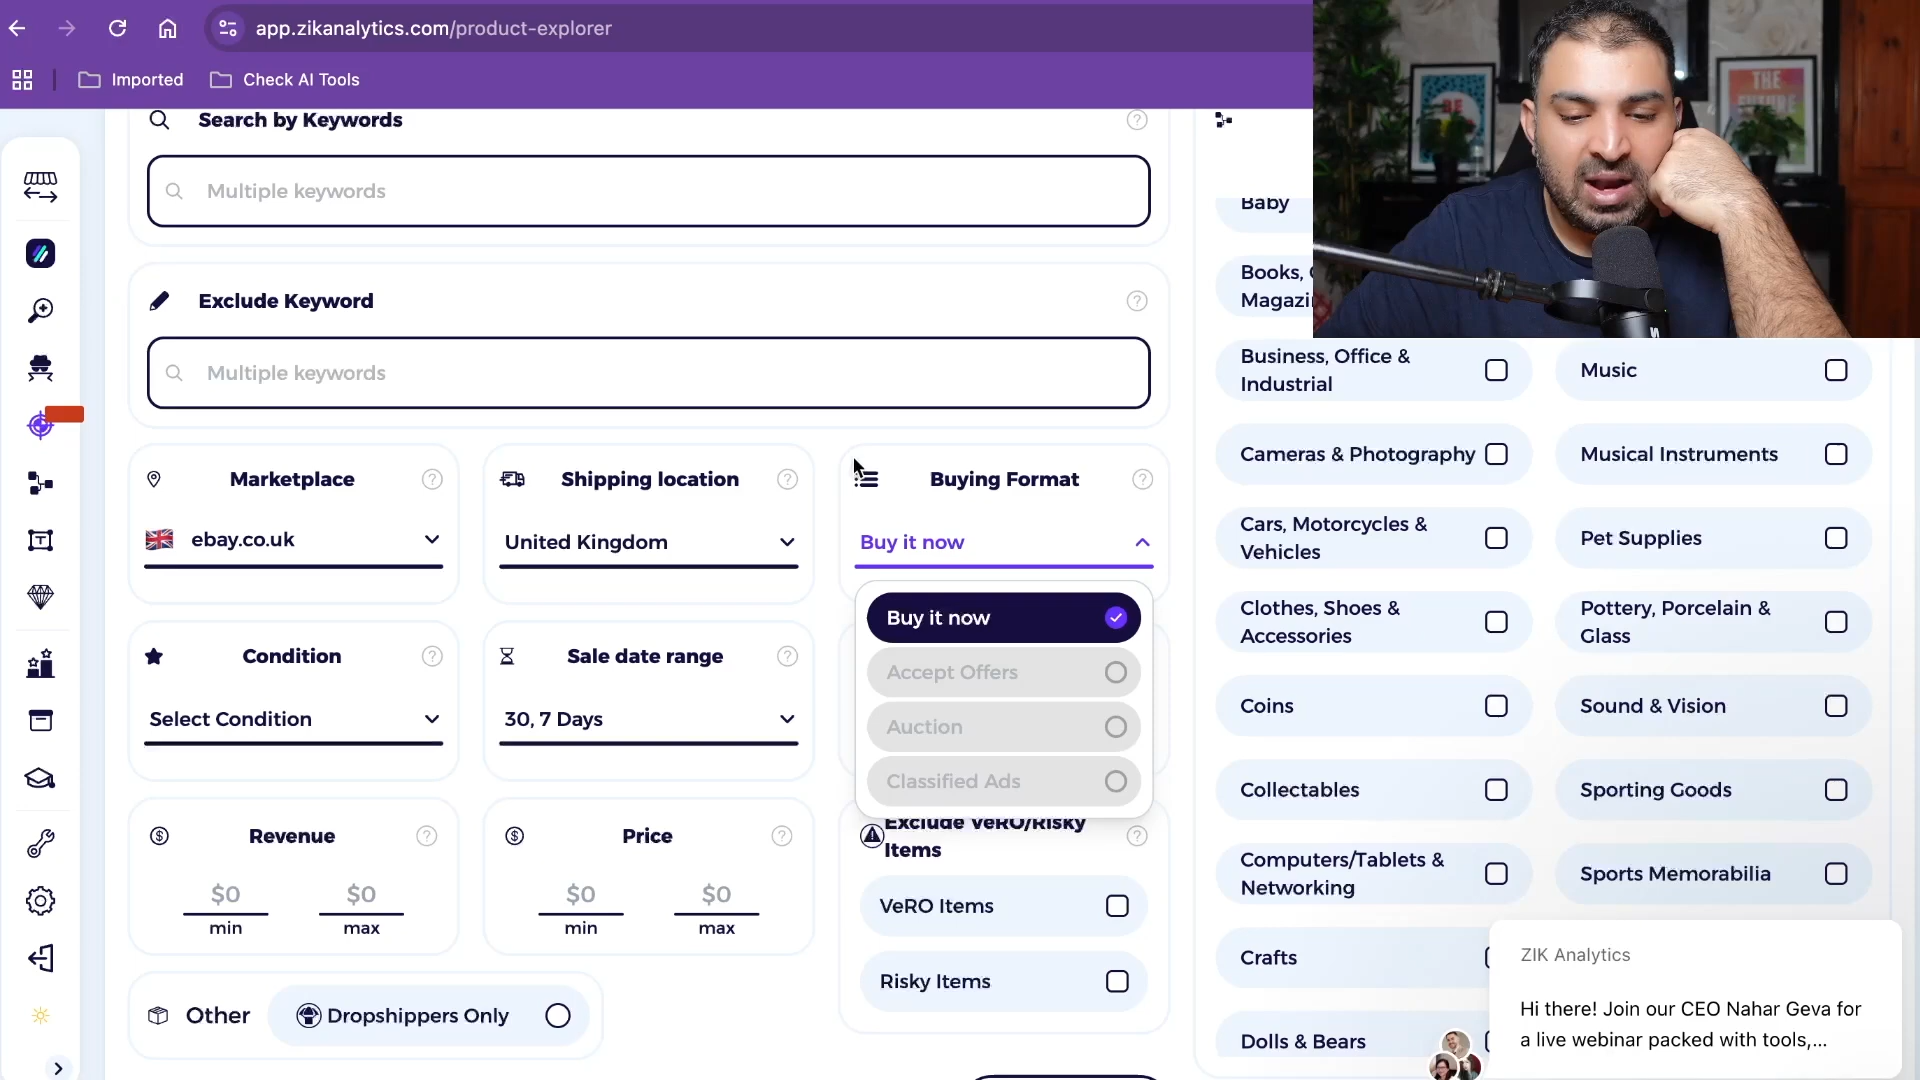 app.zikanalytics.com/product-explorer
Imported
Check AI Tools
Search by Keywords
Multiple keywords
Exclude Keyword
Multiple keywords
Marketplace
ebay.co.uk
Shipping location
United Kingdom
Buying Format
Buy it now
Buy it now
Accept Offers
Auction
Classified Ads
Condition
Select Condition
Sale date range
30, 7 Days
Revenue
$0
$0
min
max
Price
$0
$0
min
max
Exclude VeRO/Risky
Items
VeRO Items
Risky Items
Other
Dropshippers Only
Baby
Books,
Business, Office &
Industrial
Cameras & Photography
Cars, Motorcycles &
Vehicles
Clothes, Shoes &
Accessories
Coins
Collectables
Computers/Tablets &
Networking
Crafts
Dolls & Bears
Music
Musical Instruments
Pet Supplies
Pottery, Porcelain &
Glass
Sound & Vision
Sporting Goods
Sports Memorabilia
THE
ZIK Analytics
Hi there! Join our CEO Nahar Geva for
a live webinar packed with tools,...